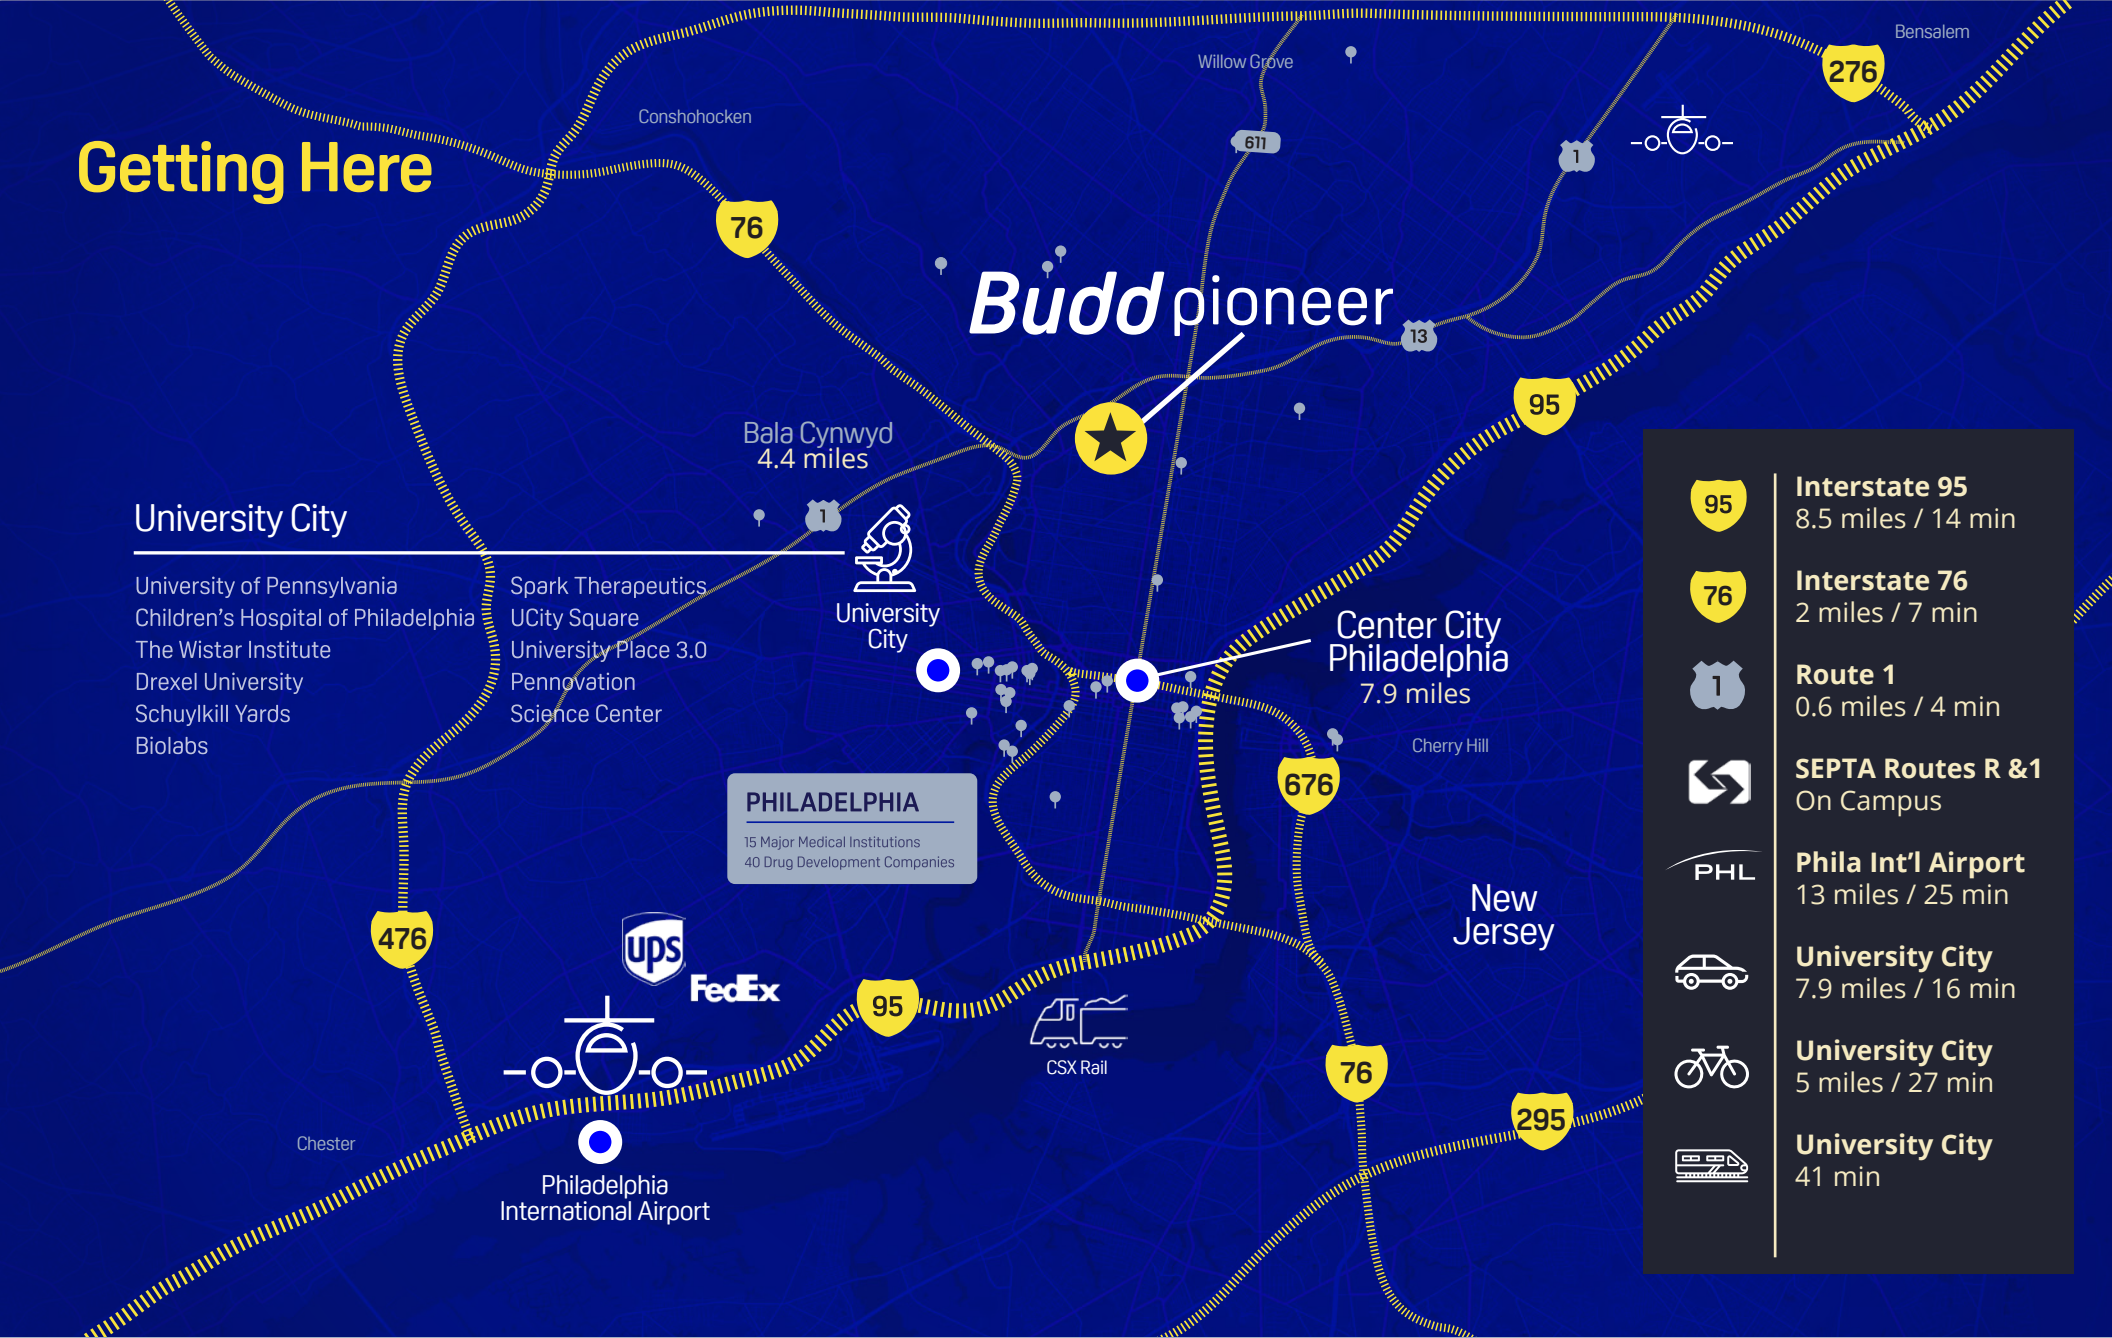 Getting Here
Conshohocken
Willow Grove
Bensalem
276
611
1
76
Budd pioneer
13
95
Bala Cynwyd
4.4 miles
1
University City
University of Pennsylvania
Children's Hospital of Philadelphia
The Wistar Institute
Drexel University
Schuylkill Yards
Biolabs
Spark Therapeutics
UCity Square
University Place 3.0
Pennovation
Science Center
University
City
Center City
Philadelphia
7.9 miles
Cherry Hill
676
PHILADELPHIA
15 Major Medical Institutions
40 Drug Development Companies
476
ups
FedEx
95
New
Jersey
CSX Rail
76
295
Chester
Philadelphia
International Airport
95
Interstate 95
8.5 miles / 14 min
76
Interstate 76
2 miles / 7 min
1
Route 1
0.6 miles / 4 min
SEPTA Routes R &1
On Campus
PHL
Phila Int'l Airport
13 miles / 25 min
University City
7.9 miles / 16 min
University City
5 miles / 27 min
University City
41 min